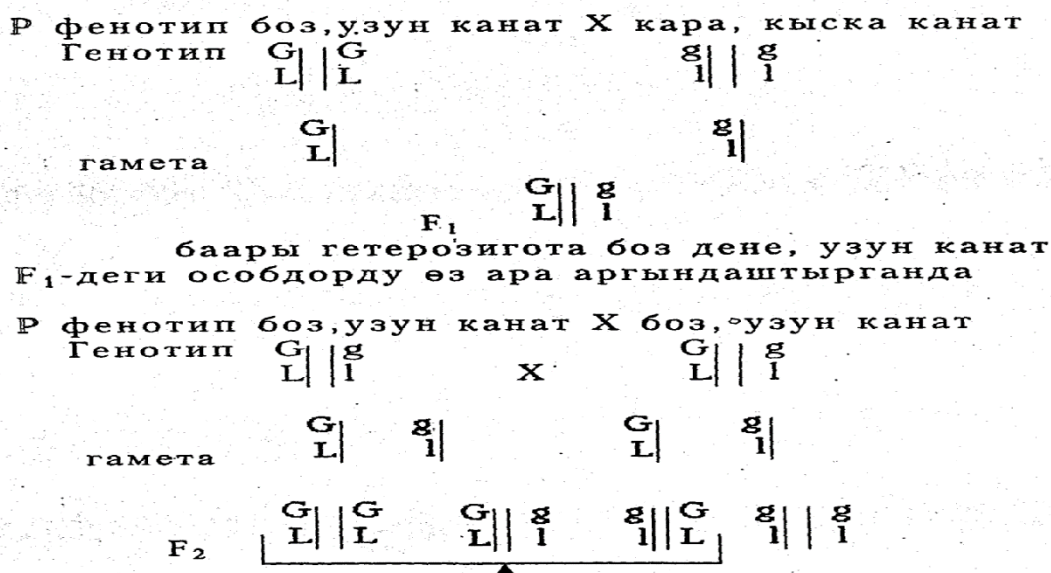 P фенотип боз,узун канат X кара, кыска канат
Генотип G| |G g| | g
L| |L l| | l
G| g|
гамета L| l|
G|| g
F₁ L|| l
баары гетерозигота боз дене, узун канат
F₁-деги особдорду өз ара аргындаштырганда
P фенотип боз,узун канат X боз, узун канат
Генотип G| |g G| | g
L| |l X L| | l
G| g| G| g|
гамета L| l| L| l|
G| |G G|| g g||G g| | g
F₂ L| |L L|| l l||L l| | l